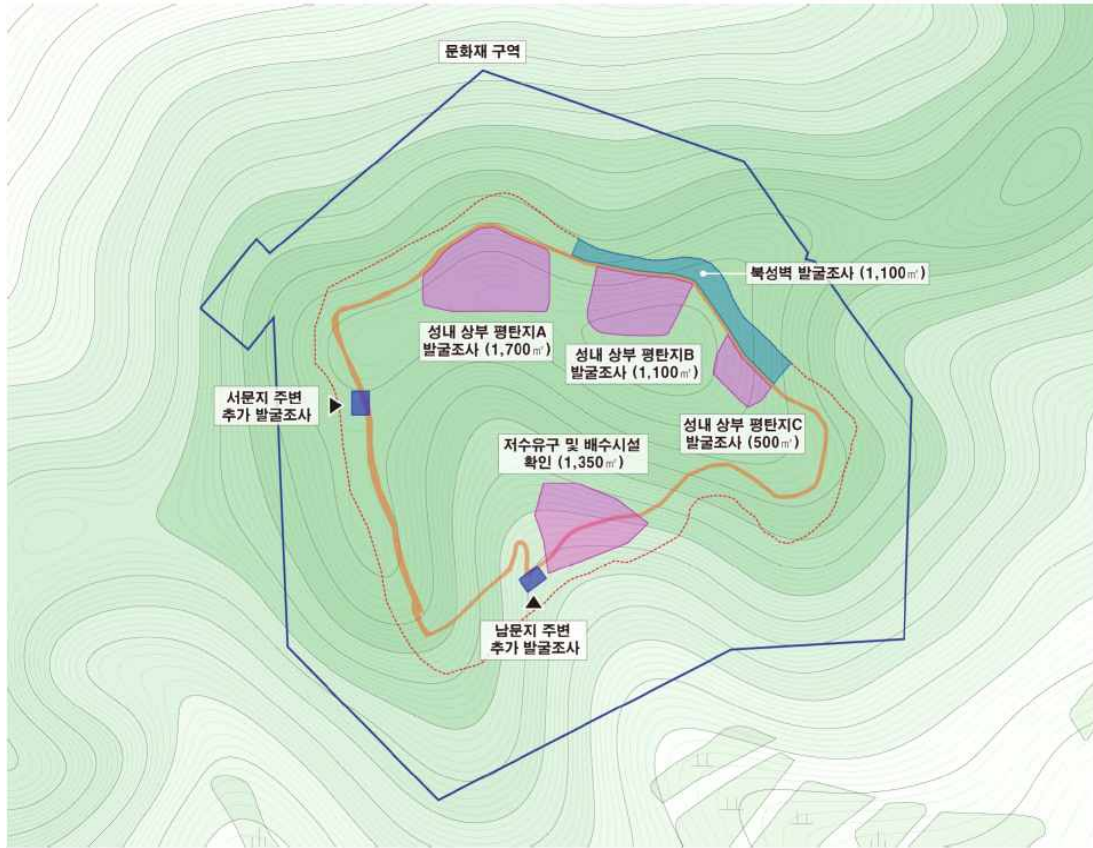 문화재 구역
북성벽 발굴조사 (1,100㎡)
성내 상부 평탄지A
발굴조사 (1,700㎡)
성내 상부 평탄지B
발굴조사 (1,100㎡)
서문지 주변
추가 발굴조사
성내 상부 평탄지C
발굴조사 (500㎡)
저수유구 및 배수시설
확인 (1,350㎡)
남문지 주변
추가 발굴조사